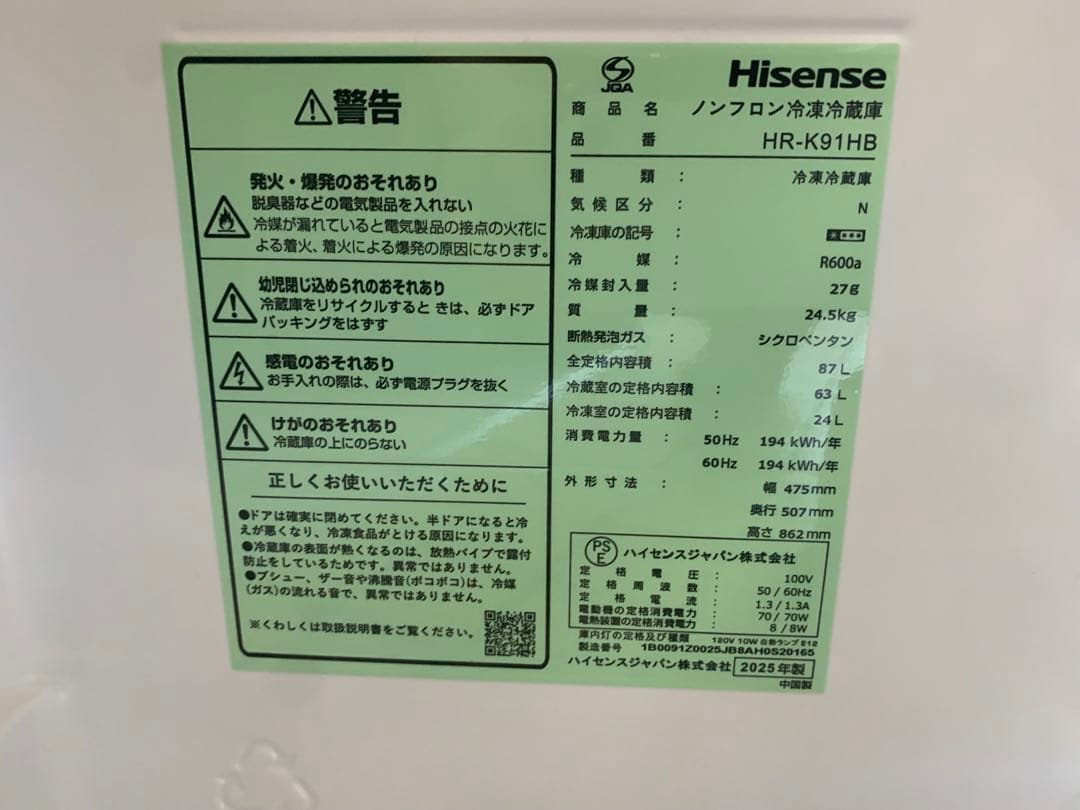 ⚠警告
発火・爆発のおそれあり
脱臭器などの電気製品を入れない
冷媒が漏れていると電気製品の接点の火花に
よる着火、着火による爆発の原因になります。
幼児閉じ込められのおそれあり
冷蔵庫をリサイクルすると きは、必ずドア
パッキングをはずす
感電のおそれあり
お手入れの際は、必ず電源プラグを抜く
けがのおそれあり
冷蔵庫の上にのらない
正しくお使いいただくために
●ドアは確実に閉めてください。半ドアになると冷
えが悪くなり、冷凍食品がとける原因になります。
●冷蔵庫の表面が熱くなるのは、放熱パイプで露付
防止をしているためです。異常ではありません。
●ブシュー、ザー音や沸騰音(ポコポコ)は、冷媒
(ガス)の流れる音で、異常ではありません。
※くわしくは取扱説明書をご覧ください。
JQA
Hisense
商品名 ノンフロン冷凍冷蔵庫
品番 HR-K91HB
種類 : 冷凍冷蔵庫
気候区分 : N
冷凍庫の記号 :
冷媒 : R600a
冷媒封入量 : 27g
質量 : 24.5kg
断熱発泡ガス : シクロペンタン
全定格内容積 : 87 L
冷蔵室の定格内容積 : 63 L
冷凍室の定格内容積 : 24 L
消費電力量 : 50Hz 194 kWh/年
60Hz 194 kWh/年
外形寸法 : 幅 475mm
奥行 507mm
高さ 862mm
PSE ハイセンスジャパン株式会社
定格電圧 : 100V
定格周波数 : 50 / 60Hz
定格電流 : 1.3 / 1.3A
電動機の定格消費電力 : 70 / 70W
電熱装置の定格消費電力 : 8 / 8W
庫内灯の定格及び種類 120V 10W 白熱ランプ E12
製造番号 1B0091Z0025JB8AH0S20165
ハイセンスジャパン株式会社 2025年製
中国製